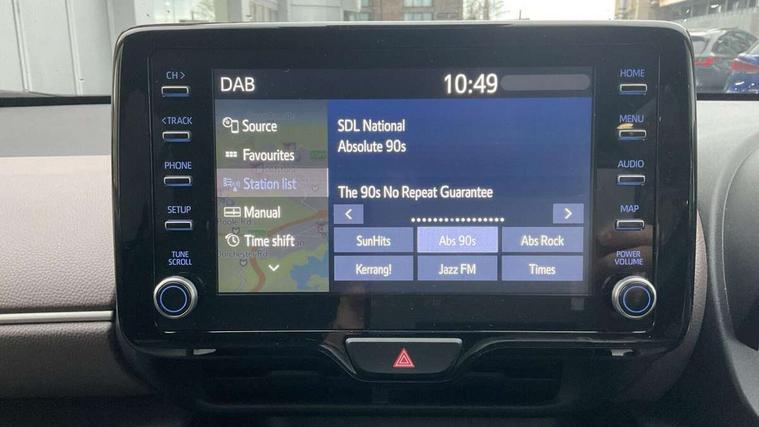 CH >
< TRACK
PHONE
SETUP
TUNE
SCROLL
DAB
10:49
Source
Favourites
Station list
Manual
Time shift
SDL National
Absolute 90s
The 90s No Repeat Guarantee
<
>
SunHits
Abs 90s
Abs Rock
Kerrang!
Jazz FM
Times
HOME
MENU
AUDIO
MAP
POWER
VOLUME